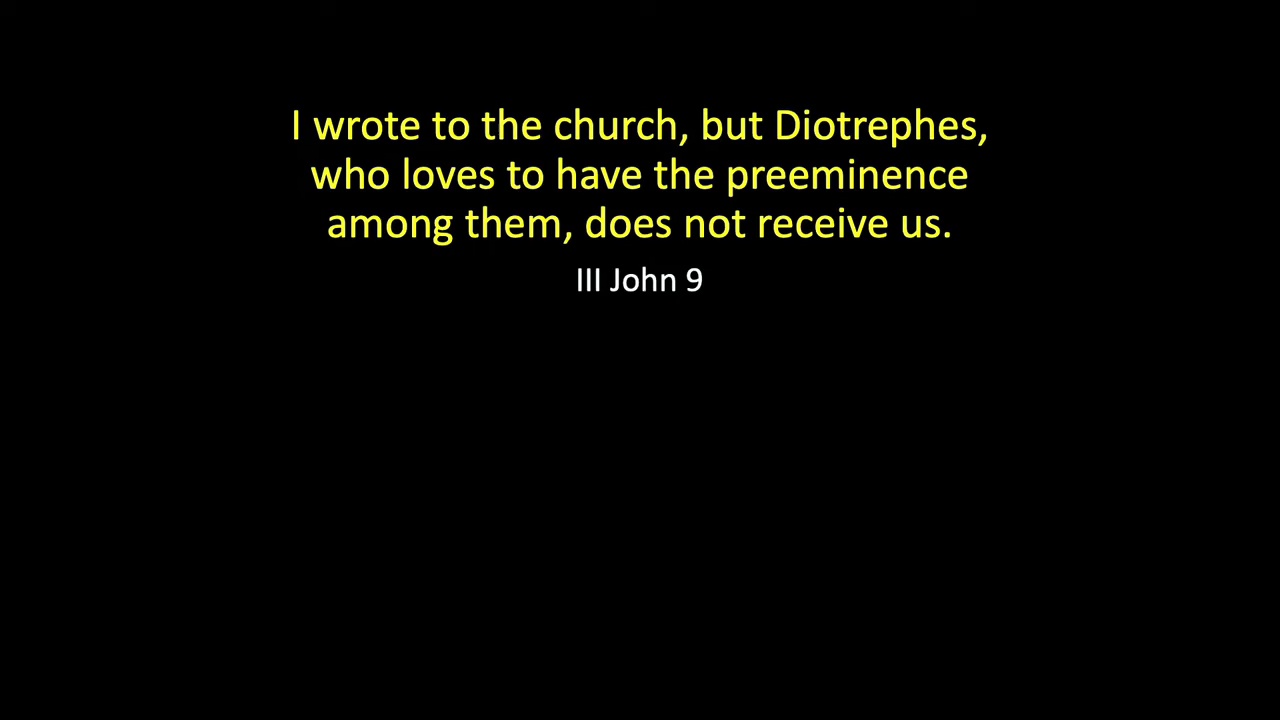 I wrote to the church, but Diotrephes,
who loves to have the preeminence
among them, does not receive us.
III John 9